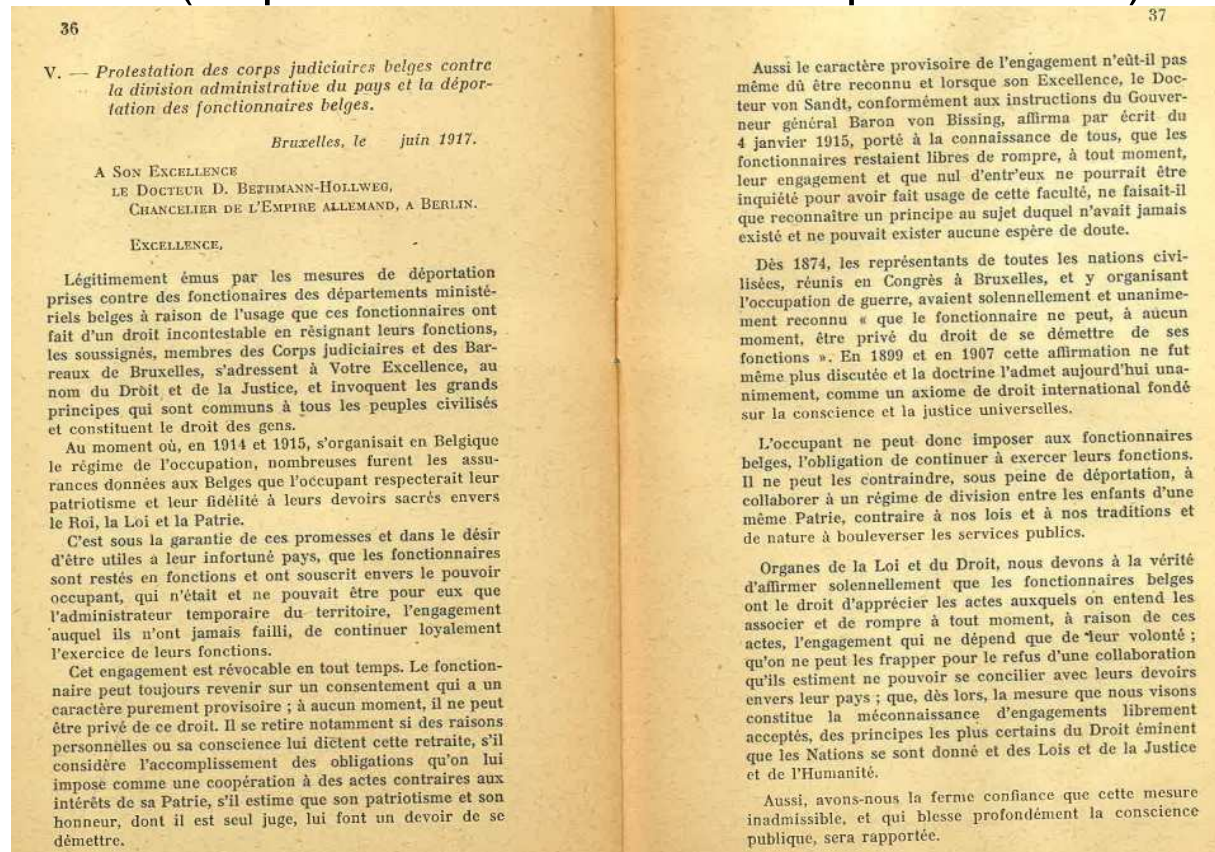 36
V. — Protestation des corps judiciaires belges contre
la division administrative du pays et la dépor-
tation des fonctionnaires belges.
Bruxelles, le juin 1917.
A SON EXCELLENCE
LE DOCTEUR D. BETHMANN-HOLLWEG,
CHANCELIER DE L'EMPIRE ALLEMAND, A BERLIN.
EXCELLENCE,
Légitimement émus par les mesures de déportation
prises contre des fonctionaires des départements ministé-
riels belges à raison de l'usage que ces fonctionnaires ont
fait d'un droit incontestable en résignant leurs fonctions,
les soussignés, membres des Corps judiciaires et des Bar-
reaux de Bruxelles, s'adressent à Votre Excellence, au
nom du Droit et de la Justice, et invoquent les grands
principes qui sont communs à tous les peuples civilisés
et constituent le droit des gens.
Au moment où, en 1914 et 1915, s'organisait en Belgique
le régime de l'occupation, nombreuses furent les assu-
rances données aux Belges que l'occupant respecterait leur
patriotisme et leur fidélité à leurs devoirs sacrés envers
le Roi, la Loi et la Patrie.
C'est sous la garantie de ces promesses et dans le désir
d'être utiles a leur infortuné pays, que les fonctionnaires
sont restés en fonctions et ont souscrit envers le pouvoir
occupant, qui n'était et ne pouvait être pour eux que
l'administrateur temporaire du territoire, l'engagement
auquel ils n'ont jamais failli, de continuer loyalement
l'exercice de leurs fonctions.
Cet engagement est révocable en tout temps. Le fonction-
naire peut toujours revenir sur un consentement qui a un
caractère purement provisoire ; à aucun moment, il ne peut
être privé de ce droit. Il se retire notamment si des raisons
personnelles ou sa conscience lui dictent cette retraite, s'il
considère l'accomplissement des obligations qu'on lui
impose comme une coopération à des actes contraires aux
intérêts de sa Patrie, s'il estime que son patriotisme et son
honneur, dont il est seul juge, lui font un devoir de se
démettre.
37
Aussi le caractère provisoire de l'engagement n'eût-il pas
même dû être reconnu et lorsque son Excellence, le Doc-
teur von Sandt, conformément aux instructions du Gouver-
neur général Baron von Bissing, affirma par écrit du
4 janvier 1915, porté à la connaissance de tous, que les
fonctionnaires restaient libres de rompre, à tout moment,
leur engagement et que nul d'entr'eux ne pourrait être
inquiété pour avoir fait usage de cette faculté, ne faisait-il
que reconnaître un principe au sujet duquel n'avait jamais
existé et ne pouvait exister aucune espère de doute.
Dès 1874, les représentants de toutes les nations civi-
lisées, réunis en Congrès à Bruxelles, et y organisant
l'occupation de guerre, avaient solennellement et unanime-
ment reconnu « que le fonctionnaire ne peut, à aucun
moment, être privé du droit de se démettre de ses
fonctions ». En 1899 et en 1907 cette affirmation ne fut
même plus discutée et la doctrine l'admet aujourd'hui una-
nimement, comme un axiome de droit international fondé
sur la conscience et la justice universelles.
L'occupant ne peut donc imposer aux fonctionnaires
belges, l'obligation de continuer à exercer leurs fonctions.
Il ne peut les contraindre, sous peine de déportation, à
collaborer à un régime de division entre les enfants d'une
même Patrie, contraire à nos lois et à nos traditions et
de nature à bouleverser les services publics.
Organes de la Loi et du Droit, nous devons à la vérité
d'affirmer solennellement que les fonctionnaires belges
ont le droit d'apprécier les actes auxquels on entend les
associer et de rompre à tout moment, à raison de ces
actes, l'engagement qui ne dépend que de leur volonté ;
qu'on ne peut les frapper pour le refus d'une collaboration
qu'ils estiment ne pouvoir se concilier avec leurs devoirs
envers leur pays ; que, dès lors, la mesure que nous visons
constitue la méconnaissance d'engagements librement
acceptés, des principes les plus certains du Droit éminent
que les Nations se sont donné et des Lois et de la Justice
et de l'Humanité.
Aussi, avons-nous la ferme confiance que cette mesure
inadmissible, et qui blesse profondément la conscience
publique, sera rapportée.